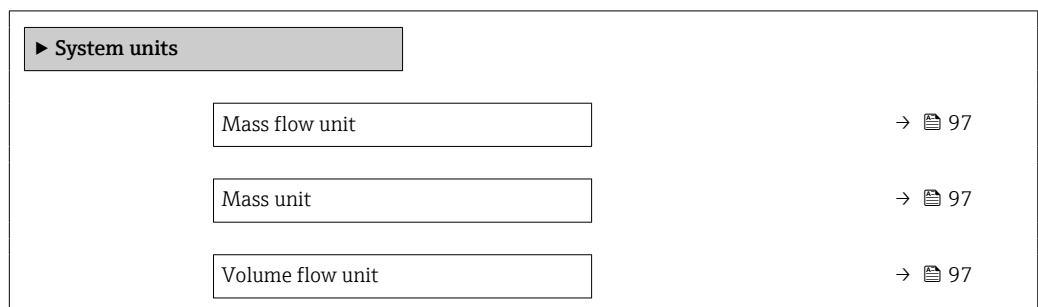 ▶ System units
Mass flow unit → 🖹 97
Mass unit → 🖹 97
Volume flow unit → 🖹 97